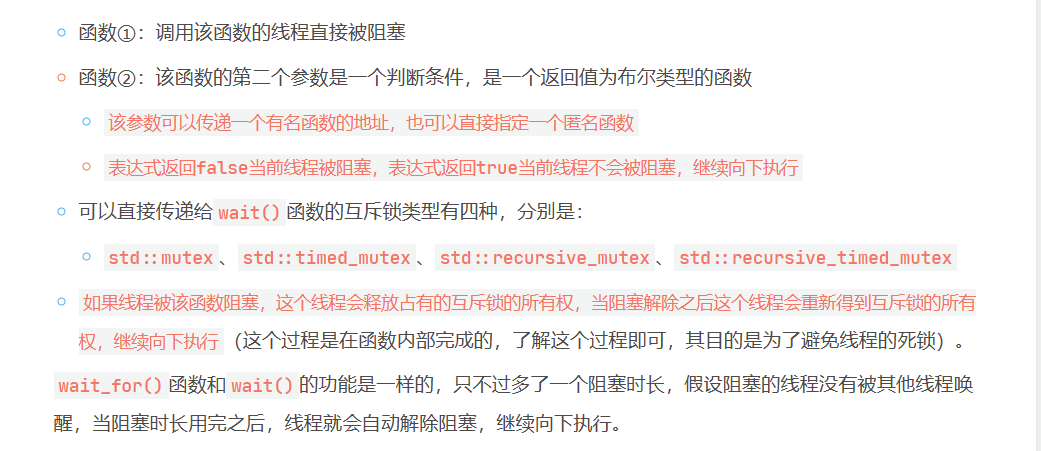 函数①：调用该函数的线程直接被阻塞
函数②：该函数的第二个参数是一个判断条件，是一个返回值为布尔类型的函数
该参数可以传递一个有名函数的地址，也可以直接指定一个匿名函数
表达式返回false当前线程被阻塞，表达式返回true当前线程不会被阻塞，继续向下执行
可以直接传递给wait()函数的互斥锁类型有四种，分别是：
std::mutex、std::timed_mutex、std::recursive_mutex、std::recursive_timed_mutex
如果线程被该函数阻塞，这个线程会释放占有的互斥锁的所有权，当阻塞解除之后这个线程会重新得到互斥锁的所有
权，继续向下执行（这个过程是在函数内部完成的，了解这个过程即可，其目的是为了避免线程的死锁）。
wait_for()函数和wait()的功能是一样的，只不过多了一个阻塞时长，假设阻塞的线程没有被其他线程唤
醒，当阻塞时长用完之后，线程就会自动解除阻塞，继续向下执行。